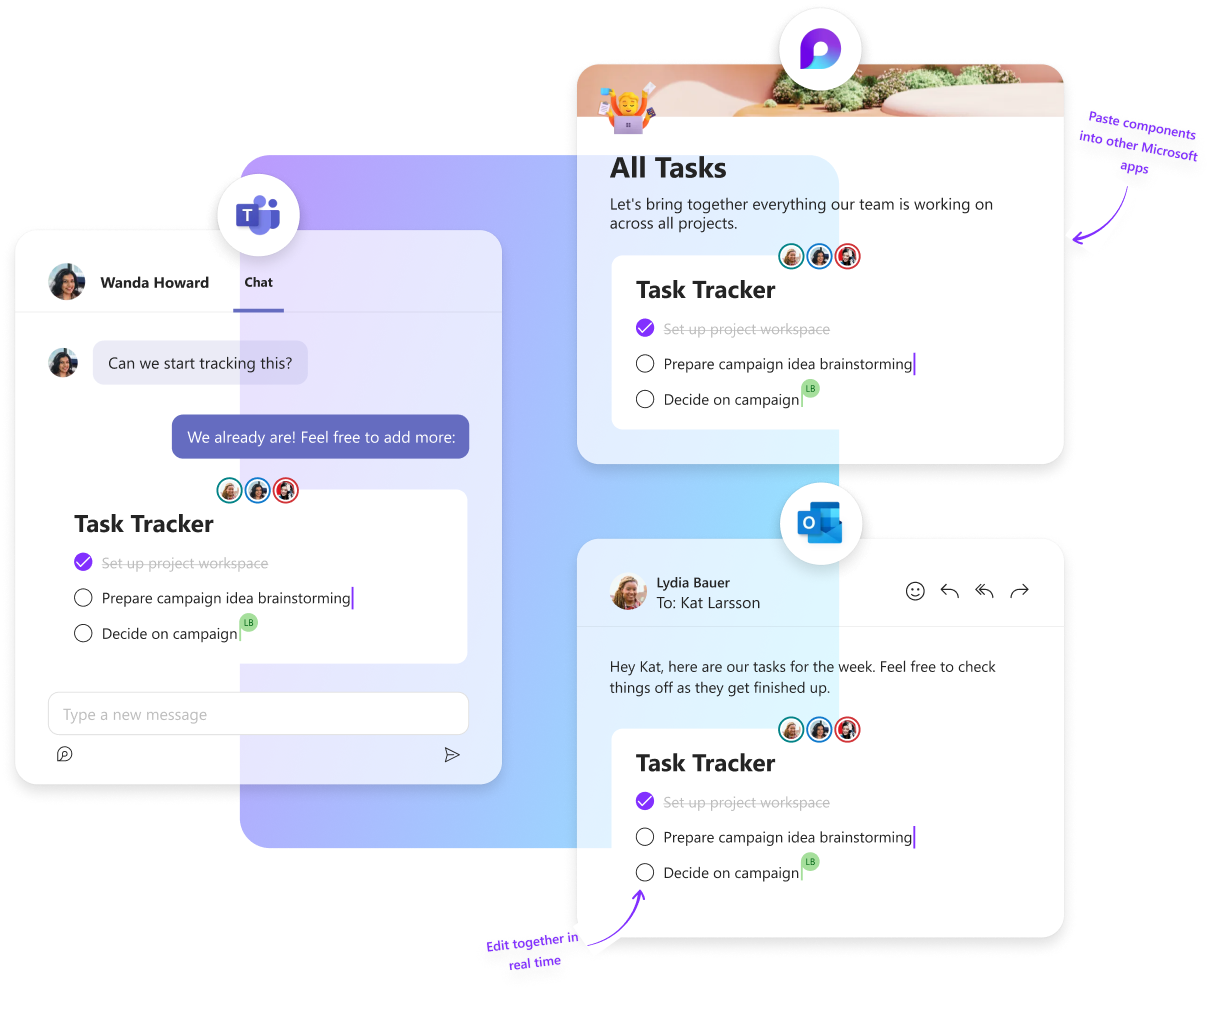 Paste components
into other Microsoft
apps
All Tasks
Let's bring together everything our team is working on
across all projects.
Task Tracker
Set up project workspace
Prepare campaign idea brainstorming
Decide on campaign
LB
T
Wanda Howard
Chat
Can we start tracking this?
We already are! Feel free to add more:
Task Tracker
Set up project workspace
Prepare campaign idea brainstorming
Decide on campaign
LB
Type a new message
O
Lydia Bauer
To: Kat Larsson
Hey Kat, here are our tasks for the week. Feel free to check
things off as they get finished up.
Task Tracker
Set up project workspace
Prepare campaign idea brainstorming
Decide on campaign
LB
Edit together in
real time